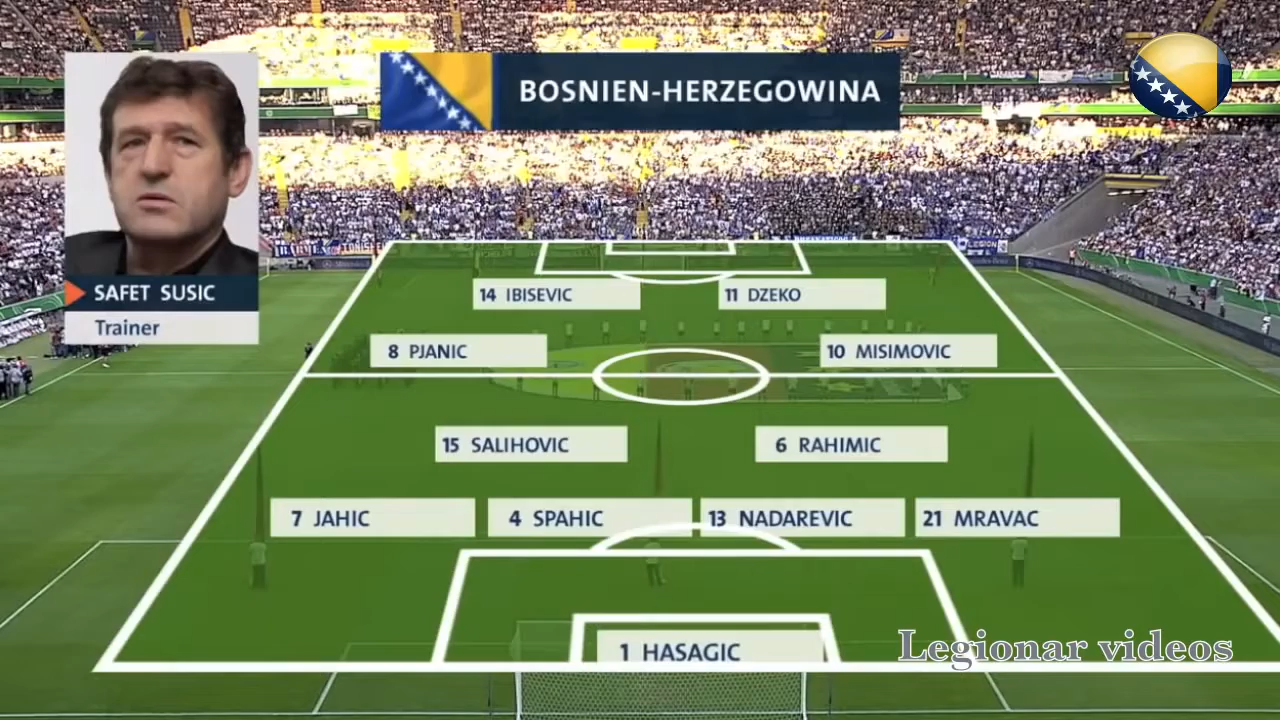 BOSNIEN-HERZEGOWINA
SAFET SUSIC
Trainer
14 IBISEVIC
11 DZEKO
8 PJANIC
10 MISIMOVIC
15 SALIHOVIC
6 RAHIMIC
7 JAHIC
4 SPAHIC
13 NADAREVIC
21 MRAVAC
1 HASAGIC
Legionar videos